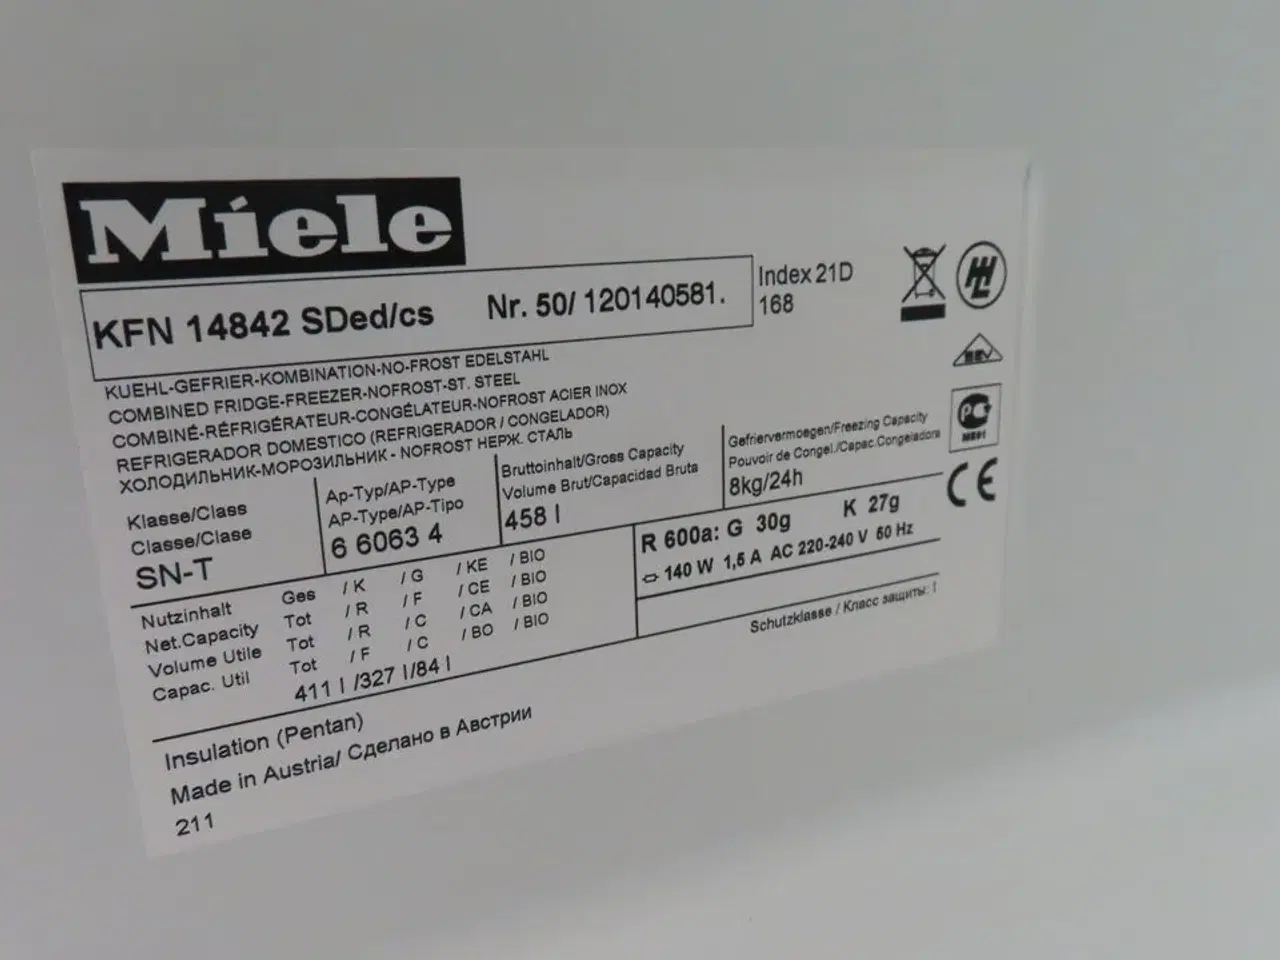 Miele
KFN 14842 SDed/cs Nr. 50/ 120140581.
Index 21D
168
KUEHL-GEFRIER-KOMBINATION-NO-FROST EDELSTAHL
COMBINED FRIDGE-FREEZER-NOFROST-ST. STEEL
COMBINÉ-RÉFRIGÉRATEUR-CONGÉLATEUR-NOFROST ACIER INOX
REFRIGERADOR DOMESTICO (REFRIGERADOR / CONGELADOR)
ХОЛОДИЛЬНИК-МОРОЗИЛЬНИК - NOFROST НЕРЖ. СТАЛЬ
Klasse/Class
Classe/Clase
SN-T
Ap-Typ/AP-Type
AP-Type/AP-Tipo
6 6063 4
Bruttoinhalt/Gross Capacity
Volume Brut/Capacidad Bruta
458 l
Gefriervermoegen/Freezing Capacity
Pouvoir de Congel./Capac.Congeladora
8kg/24h
Nutzinhalt Ges / K / G / KE / BIO
Net.Capacity Tot / R / F / CE / BIO
Volume Utile Tot / R / C / CA / BIO
Capac. Util Tot / F / C / BO / BIO
411 l /327 l/84 l
R 600a: G 30g K 27g
140 W 1,5 A AC 220-240 V 50 Hz
Schutzklasse / Класс защиты: I
Insulation (Pentan)
Made in Austria/ Сделано в Австрии
211
CE